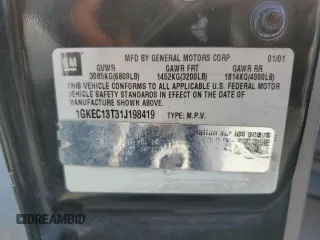 GM
MFD BY GENERAL MOTORS CORP 01/01
GVWR GAWR FRT GAWR RR
3085KG(6800LB) 1452KG(3200LB) 1814KG(4000LB)
THIS VEHICLE CONFORMS TO ALL APPLICABLE U.S. FEDERAL MOTOR
VEHICLE SAFETY STANDARDS IN EFFECT ON THE DATE OF
MANUFACTURE SHOWN ABOVE.
1GKEC13T31J198419 TYPE: M.P.V.
DREAMBID